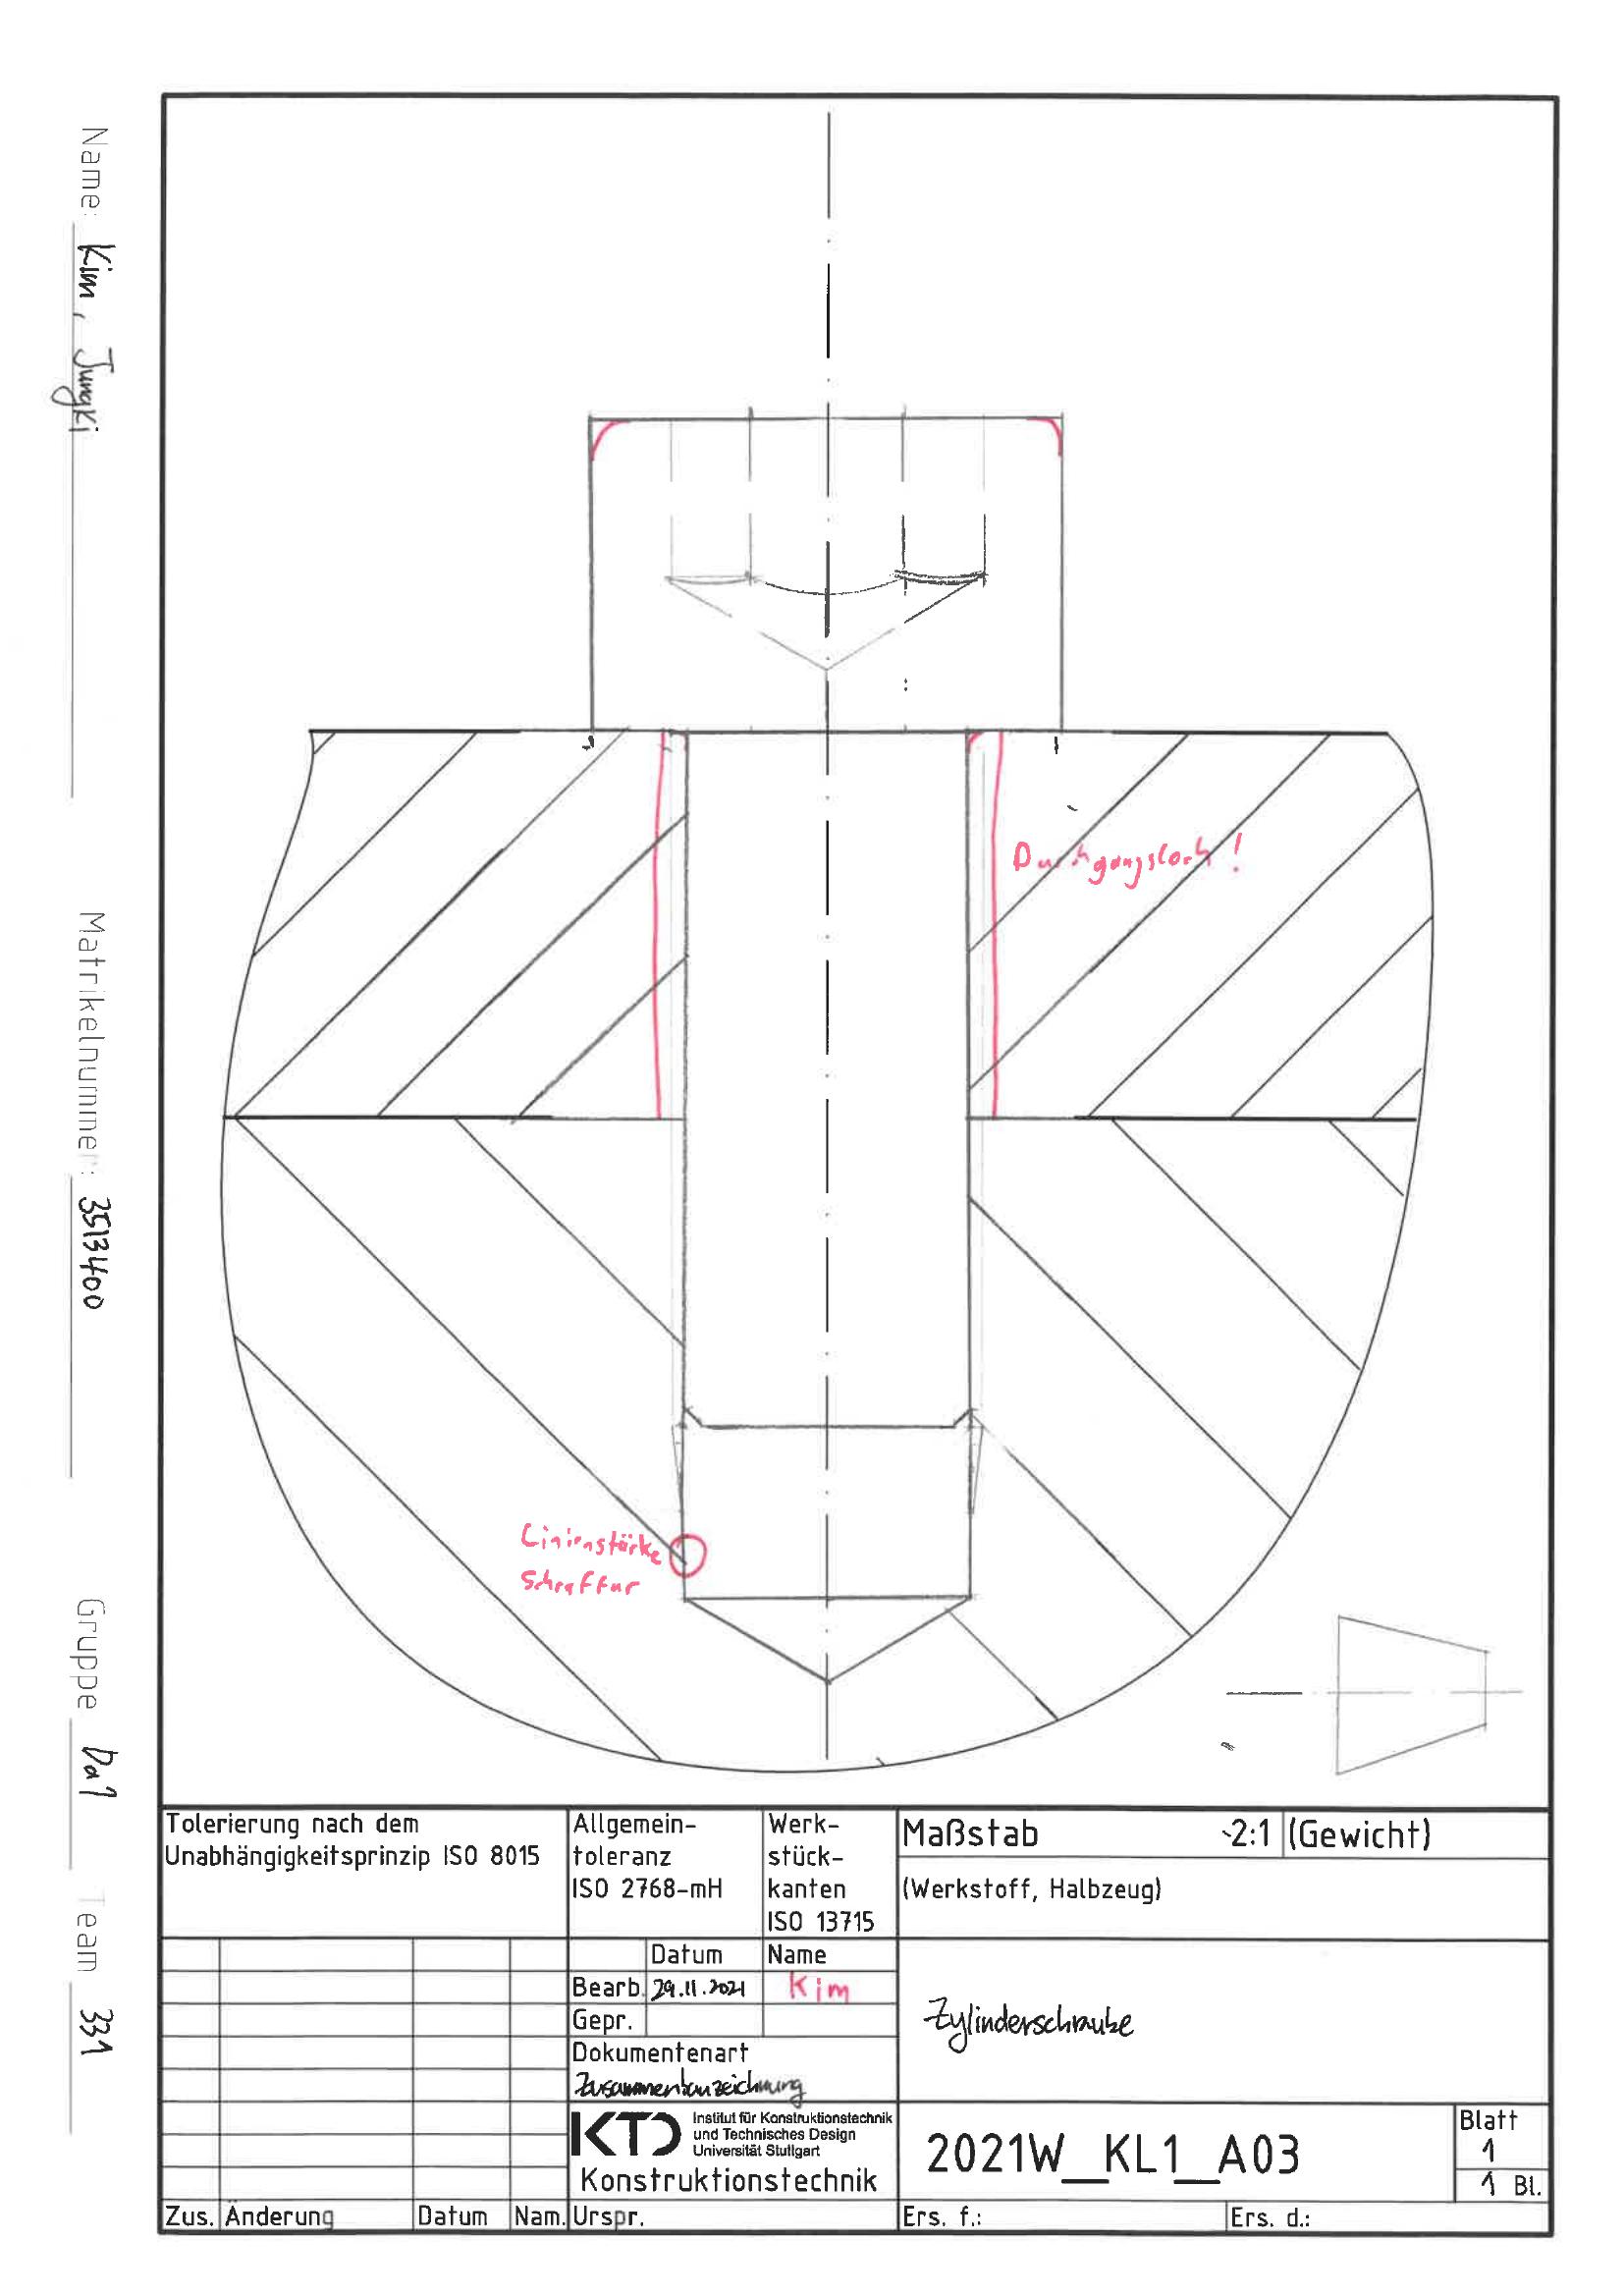 Name: Kim, Jungki
Matrikelnummer: 3513400
Gruppe Da1
Team 331
Durchgangsloch!
Linienstärke
Schraffur
Tolerierung nach dem
Unabhängigkeitsprinzip ISO 8015
Allgemein-
toleranz
ISO 2768-mH
Werk-
stück-
kanten
ISO 13715
Maßstab 2:1 (Gewicht)
(Werkstoff, Halbzeug)
Datum Name
Bearb. 29.11.2021 Kim
Gepr.
Dokumentenart
Zusammenbauzeichnung
Zylinderschraube
KTD Institut für Konstruktionstechnik
und Technisches Design
Universität Stuttgart
Konstruktionstechnik
2021W_KL1_A03
Blatt
1
1 Bl.
Zus. Änderung Datum Nam. Urspr. Ers. f.: Ers. d.: